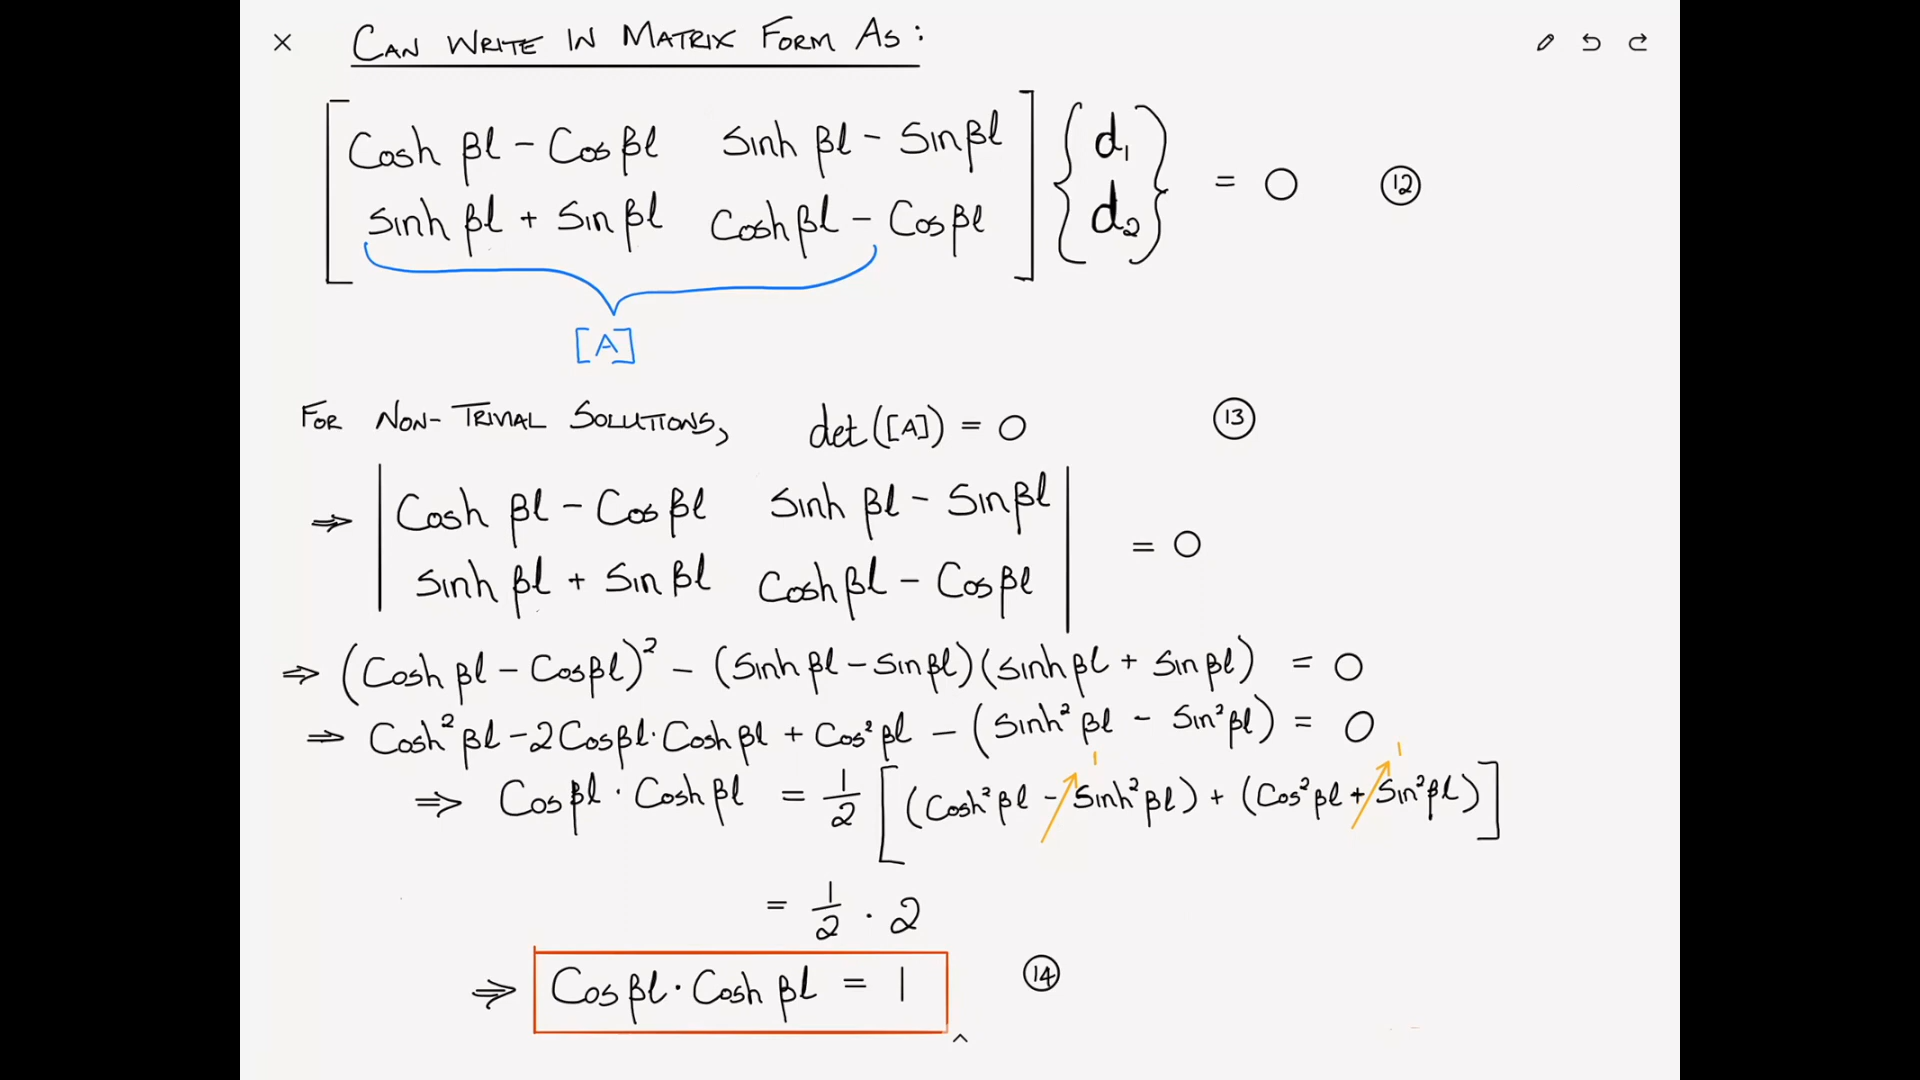 × Can Write in Matrix Form As:
[ Cosh βl - Cos βl Sinh βl - Sin βl ] { d₁ }
[ Sinh βl + Sin βl Cosh βl - Cos βl ] { d₂ } = 0 ⑫
[A]
For Non-Trivial Solutions, det([A]) = 0 ⑬
⇒ | Cosh βl - Cos βl Sinh βl - Sin βl |
| Sinh βl + Sin βl Cosh βl - Cos βl | = 0
⇒ (Cosh βl - Cos βl)² - (Sinh βl - Sin βl)(Sinh βl + Sin βl) = 0
⇒ Cosh² βl - 2Cos βl · Cosh βl + Cos² βl - (Sinh² βl - Sin² βl) = 0
⇒ Cos βl · Cosh βl = 1/2 [(Cosh² βl - Sinh² βl) + (Cos² βl + Sin² βl)]
1 1
= 1/2 · 2
⇒ Cos βl · Cosh βl = 1 ⑭